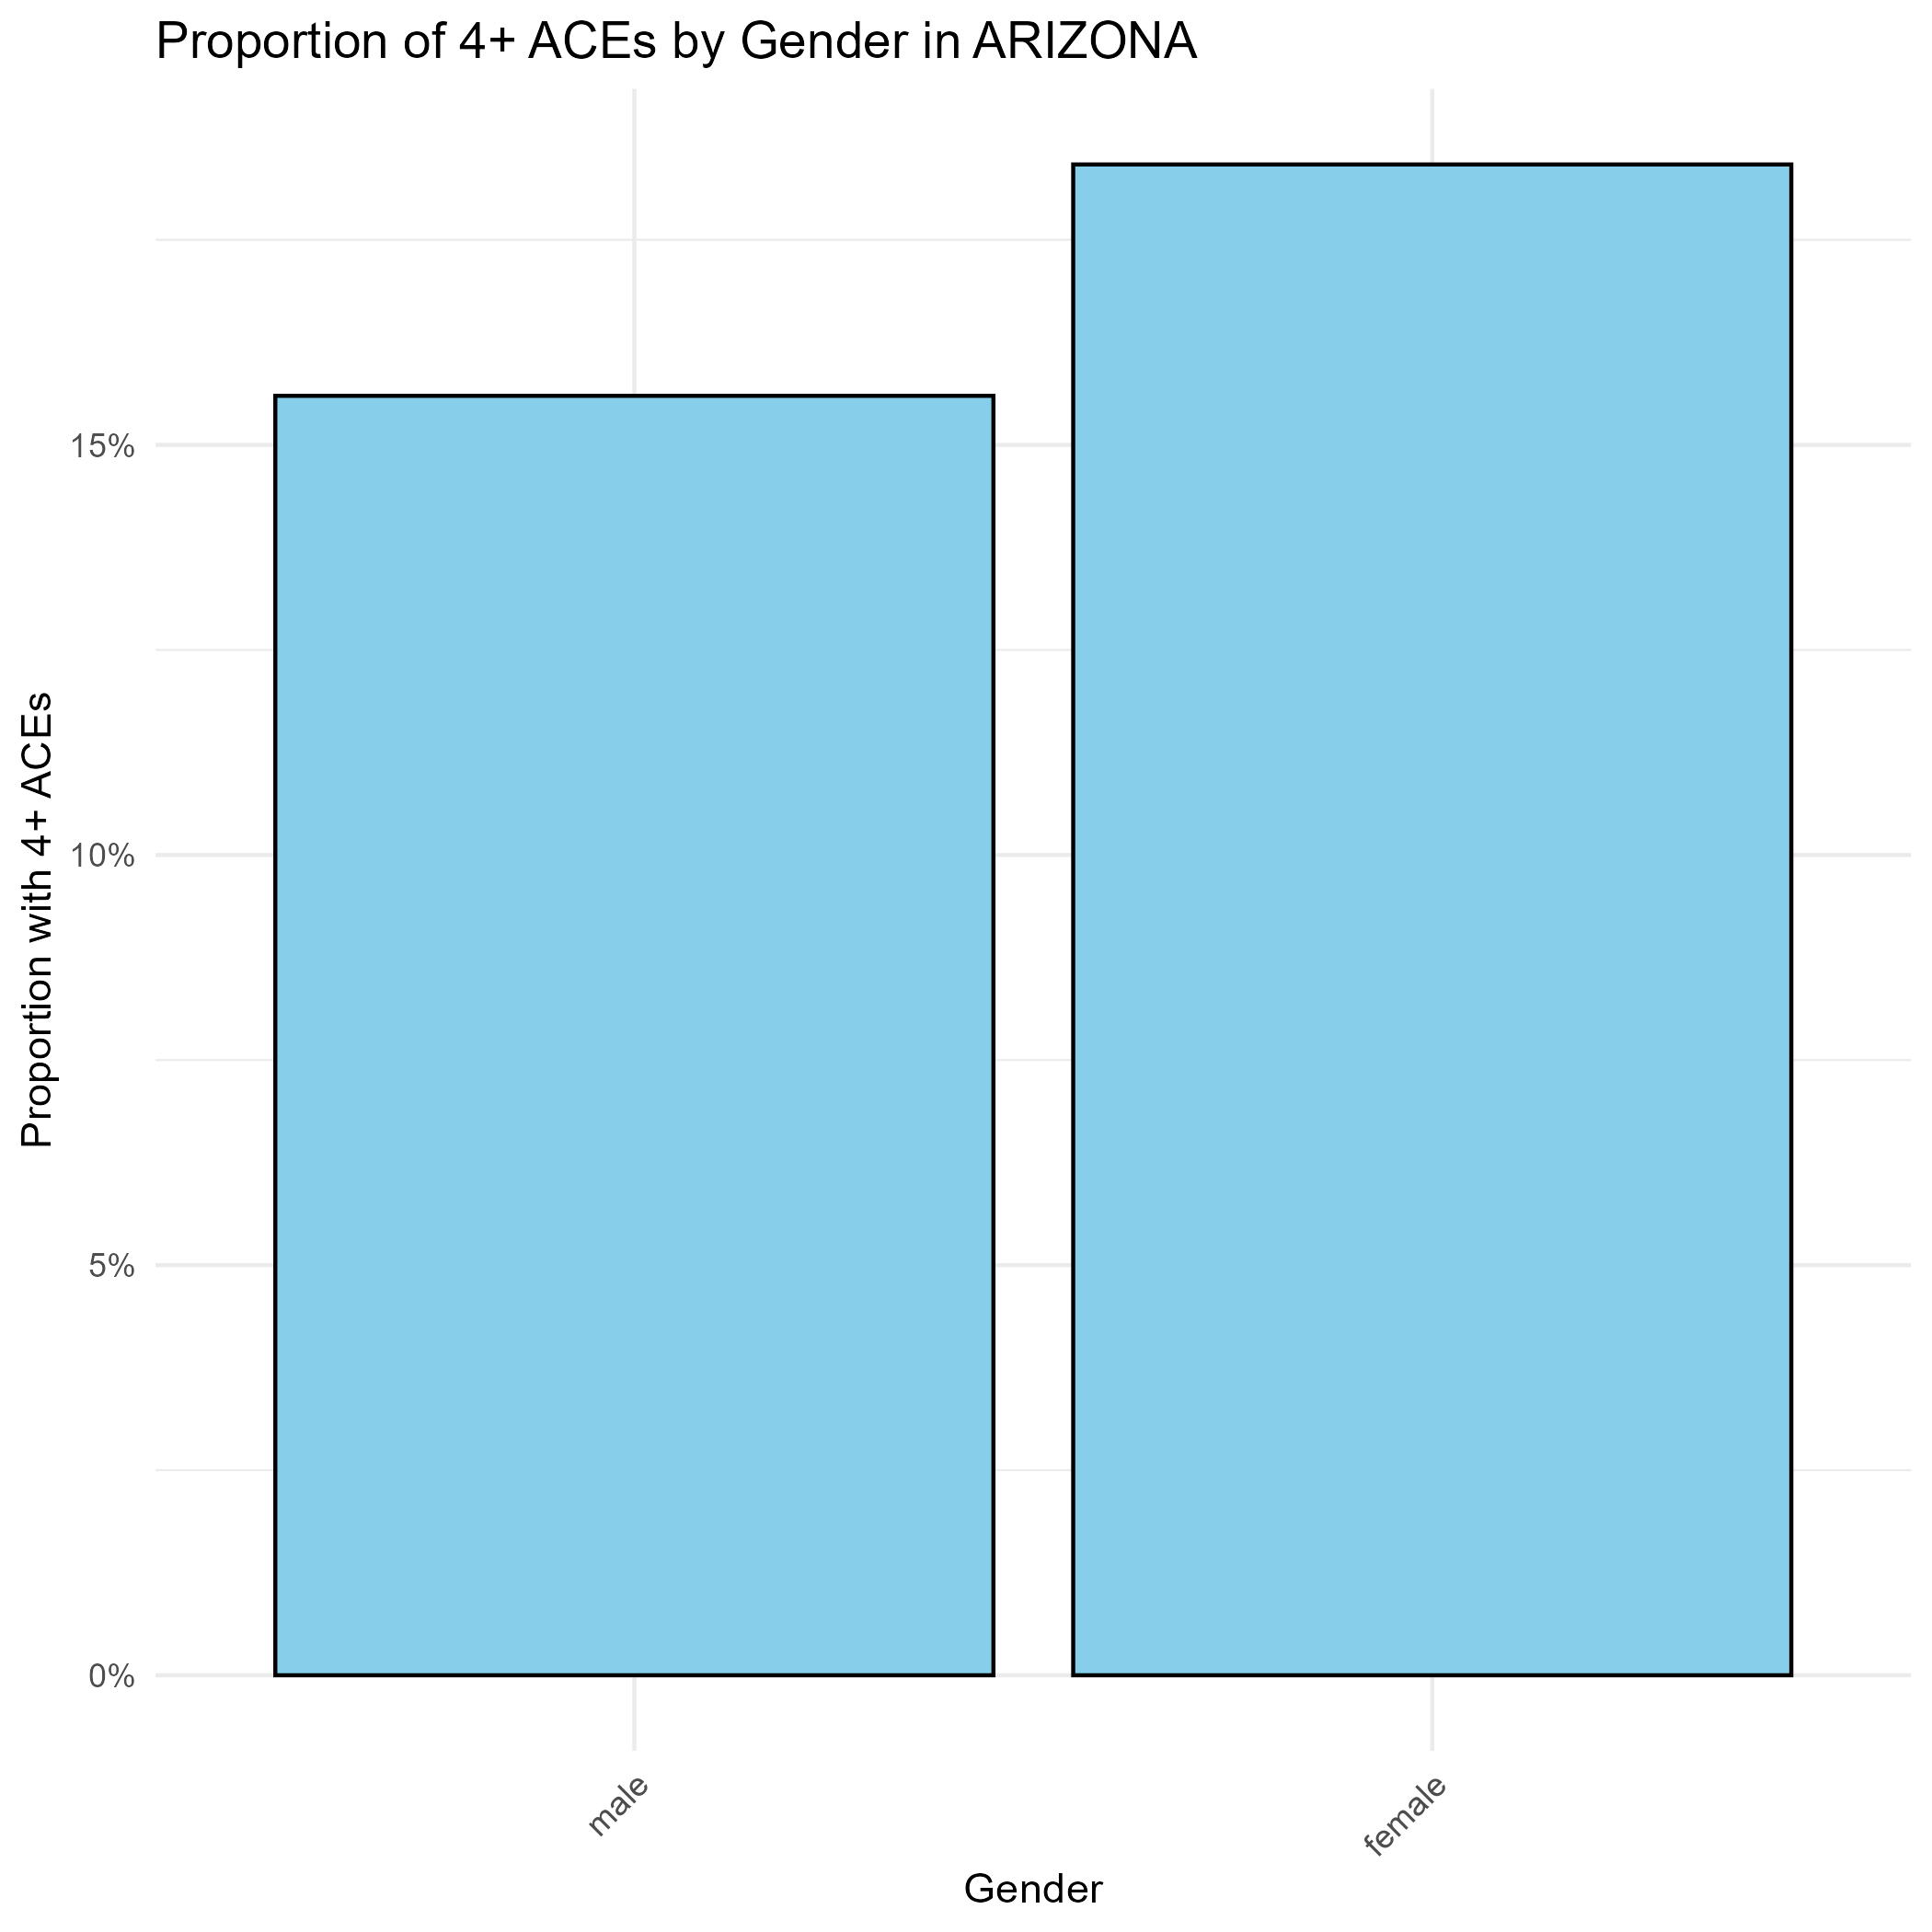 Proportion of 4+ ACEs by Gender in ARIZONA
Proportion with 4+ ACEs
15%
10%
5%
0%
male
female
Gender